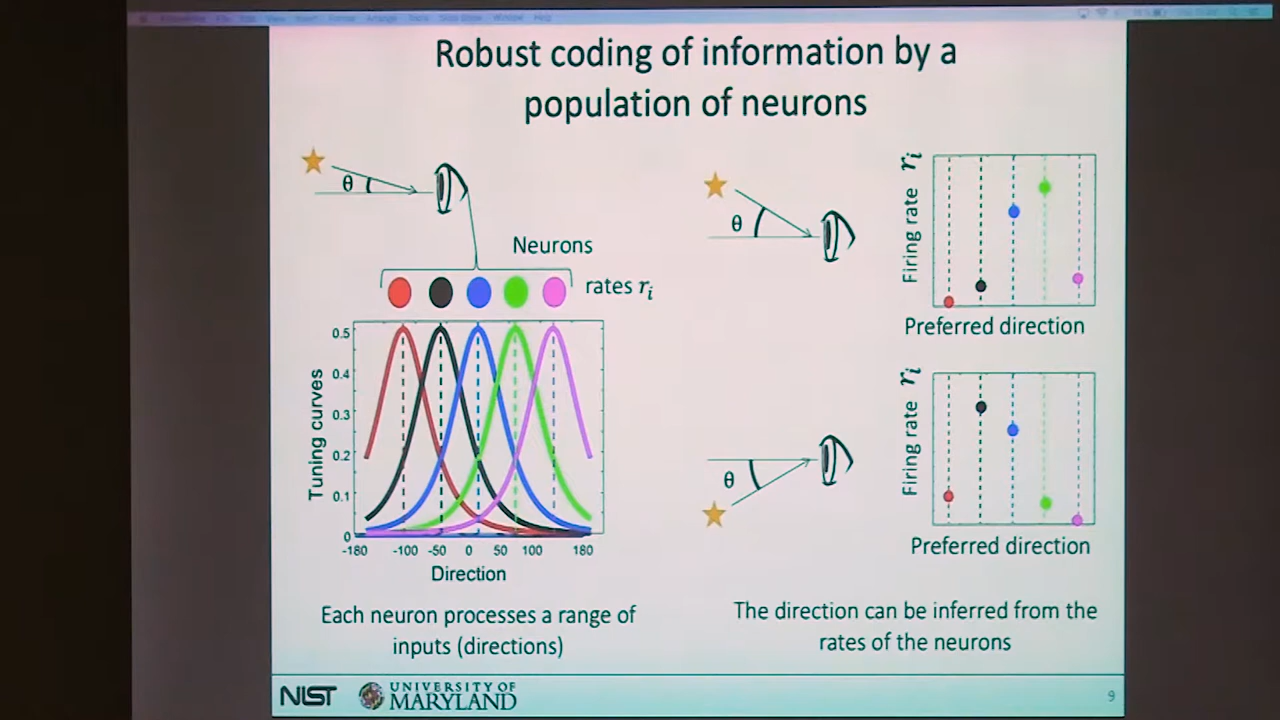 Robust coding of information by a
population of neurons
θ
Neurons
rates rᵢ
Tuning curves
0.5
0.4
0.3
0.2
0.1
0
-180 -100 -50 0 50 100 180
Direction
Each neuron processes a range of
inputs (directions)
θ
Firing rate rᵢ
Preferred direction
θ
Firing rate rᵢ
Preferred direction
The direction can be inferred from the
rates of the neurons
NIST
UNIVERSITY OF
MARYLAND
9